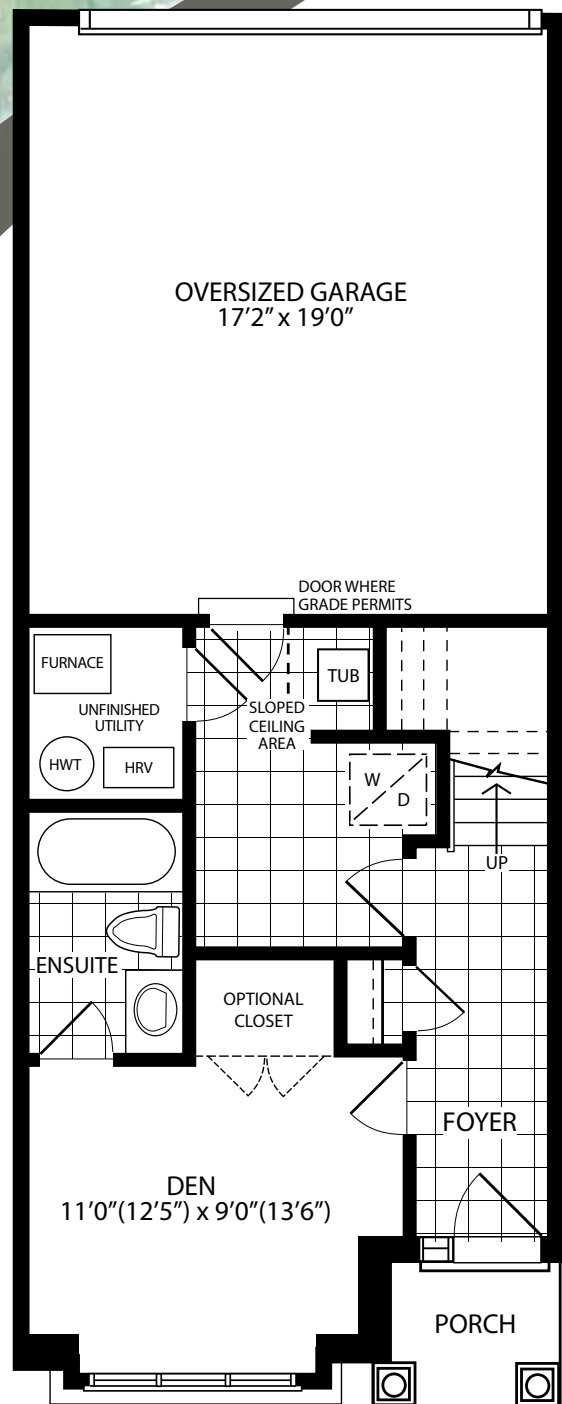 OVERSIZED GARAGE
17'2" x 19'0"
DOOR WHERE
GRADE PERMITS
FURNACE
UNFINISHED
UTILITY
HWT
HRV
SLOPED
CEILING
AREA
TUB
W
D
UP
ENSUITE
OPTIONAL
CLOSET
FOYER
DEN
11'0"(12'5") x 9'0"(13'6")
PORCH